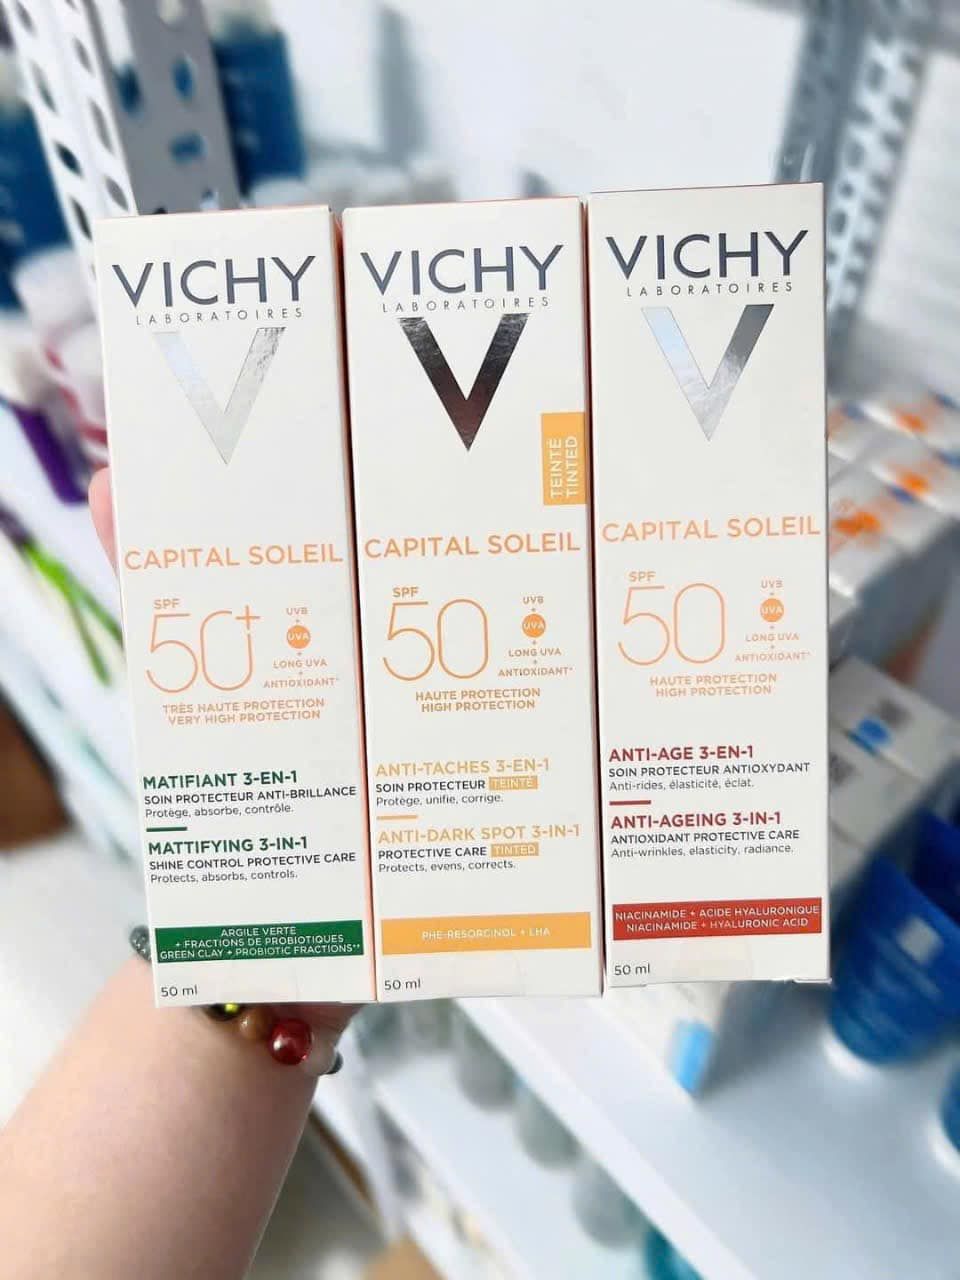 VICHY
LABORATOIRES
CAPITAL SOLEIL
SPF
50+
UVB
+
UVA
+
LONG UVA
+
ANTIOXIDANT*
TRÈS HAUTE PROTECTION
VERY HIGH PROTECTION
MATIFIANT 3-EN-1
SOIN PROTECTEUR ANTI-BRILLANCE
Protège, absorbe, contrôle.
MATTIFYING 3-IN-1
SHINE CONTROL PROTECTIVE CARE
Protects, absorbs, controls.
ARGILE VERTE
+ FRACTIONS DE PROBIOTIQUES
GREEN CLAY + PROBIOTIC FRACTIONS**
50 ml
VICHY
LABORATOIRES
TEINTÉ
TINTED
CAPITAL SOLEIL
SPF
50
UVB
+
UVA
+
LONG UVA
+
ANTIOXIDANT*
HAUTE PROTECTION
HIGH PROTECTION
ANTI-TACHES 3-EN-1
SOIN PROTECTEUR TEINTÉ
Protège, unifie, corrige.
ANTI-DARK SPOT 3-IN-1
PROTECTIVE CARE TINTED
Protects, evens, corrects.
PHE-RESORCINOL + LHA
50 ml
VICHY
LABORATOIRES
CAPITAL SOLEIL
SPF
50
UVB
+
UVA
+
LONG UVA
+
ANTIOXIDANT*
HAUTE PROTECTION
HIGH PROTECTION
ANTI-AGE 3-EN-1
SOIN PROTECTEUR ANTIOXYDANT
Anti-rides, élasticité, éclat.
ANTI-AGEING 3-IN-1
ANTIOXIDANT PROTECTIVE CARE
Anti-wrinkles, elasticity, radiance.
NIACINAMIDE + ACIDE HYALURONIQUE
NIACINAMIDE + HYALURONIC ACID
50 ml